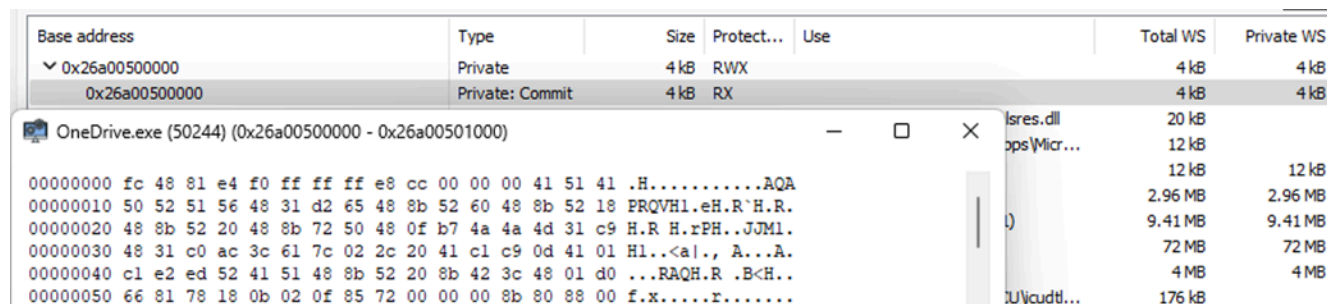 Base address Type Size Protect... Use Total WS Private WS
0x26a00500000 Private 4 kB RWX 4 kB 4 kB
0x26a00500000 Private: Commit 4 kB RX 4 kB 4 kB
OneDrive.exe (50244) (0x26a00500000 - 0x26a00501000) lsres.dll 20 kB
ops\Micr... 12 kB
00000000 fc 48 81 e4 f0 ff ff ff e8 cc 00 00 00 41 51 41 .H...........AQA 12 kB 12 kB
00000010 50 52 51 56 48 31 d2 65 48 8b 52 60 48 8b 52 18 PRQVH1.eH.R`H.R. 2.96 MB 2.96 MB
00000020 48 8b 52 20 48 8b 72 50 48 0f b7 4a 4a 4d 31 c9 H.R H.rPH..JJM1. 9.41 MB 9.41 MB
00000030 48 31 c0 ac 3c 61 7c 02 2c 20 41 c1 c9 0d 41 01 H1..<a|., A...A. 72 MB 72 MB
00000040 c1 e2 ed 52 41 51 48 8b 52 20 8b 42 3c 48 01 d0 ...RAQH.R .B<H.. 4 MB 4 MB
00000050 66 81 78 18 0b 02 0f 85 72 00 00 00 8b 80 88 00 f.x.....r....... CU\icudtl... 176 kB